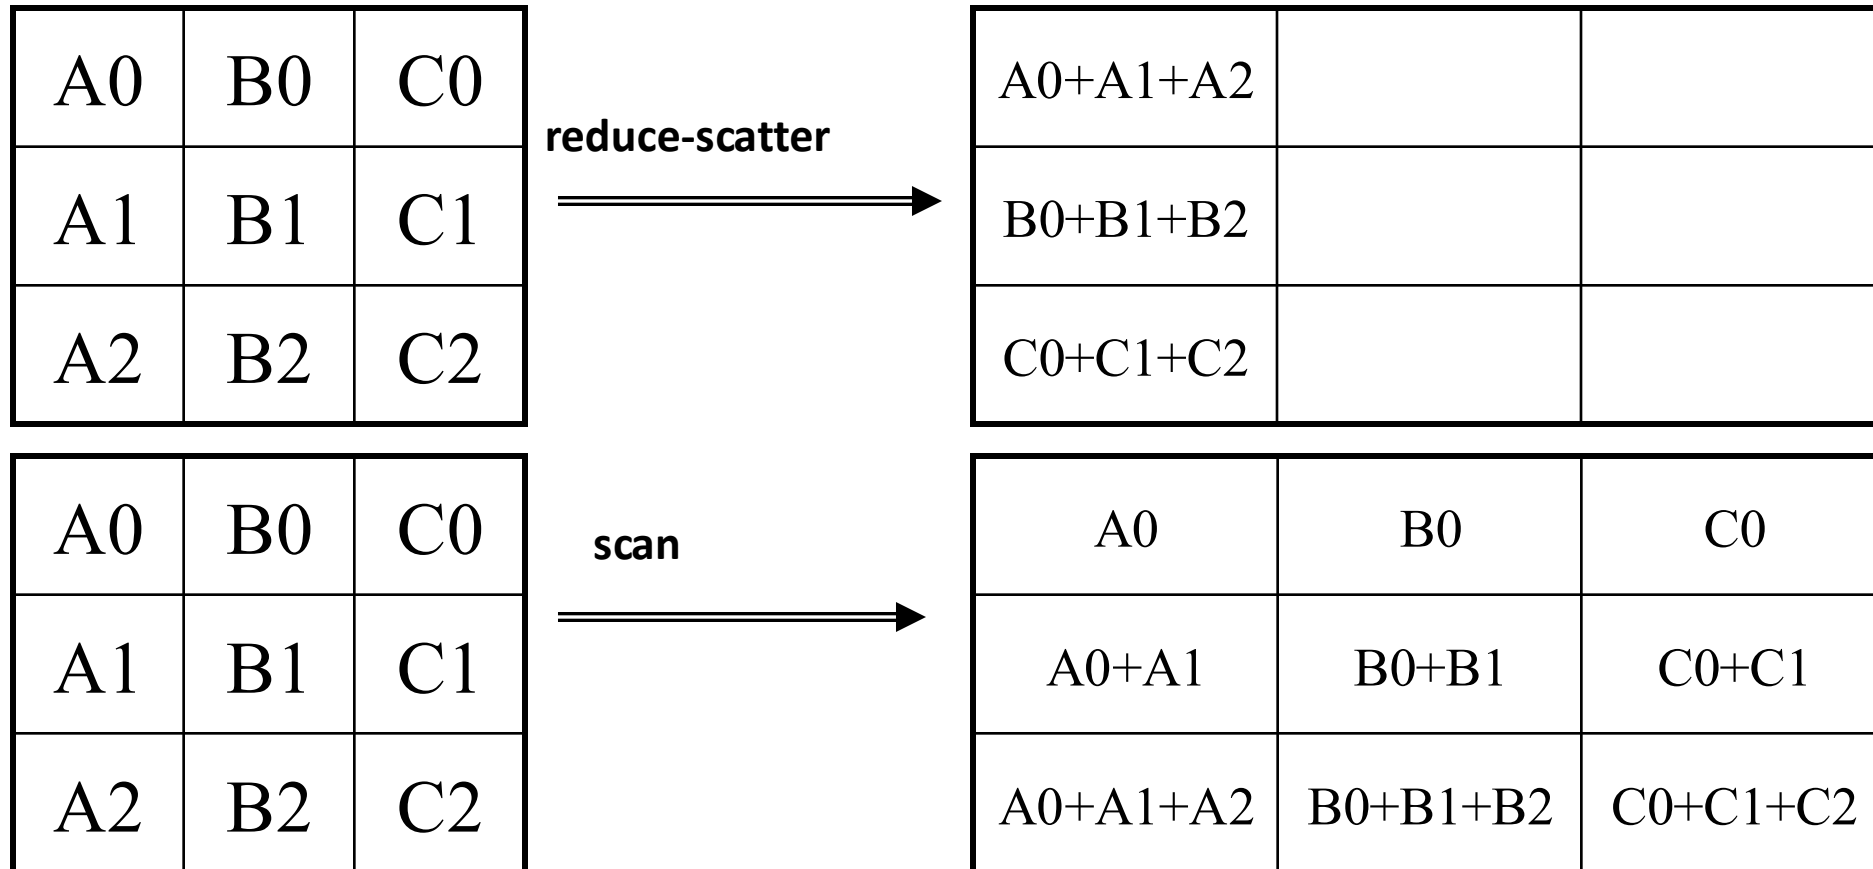 A0 B0 C0
A1 B1 C1
A2 B2 C2
reduce-scatter
A0+A1+A2
B0+B1+B2
C0+C1+C2
A0 B0 C0
A1 B1 C1
A2 B2 C2
scan
A0 B0 C0
A0+A1 B0+B1 C0+C1
A0+A1+A2 B0+B1+B2 C0+C1+C2